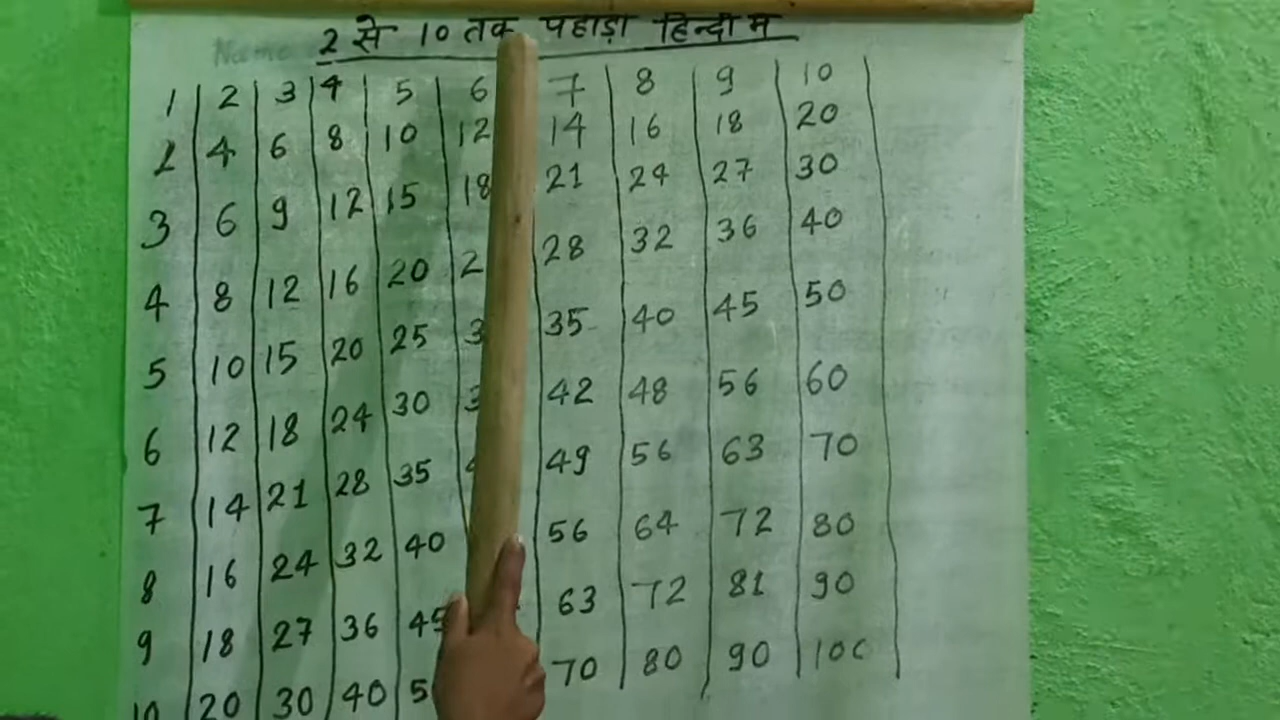 2 से 10 तक पहाड़ा हिन्दी म
1 2 3 4 5 6 7 8 9 10
2 4 6 8 10 12 14 16 18 20
3 6 9 12 15 18 21 24 27 30
4 8 12 16 20 28 32 36 40
5 10 15 20 25 35 40 45 50
6 12 18 24 30 42 48 56 60
7 14 21 28 35 49 56 63 70
8 16 24 32 40 56 64 72 80
9 18 27 36 45 63 72 81 90
10 20 30 40 70 80 90 100